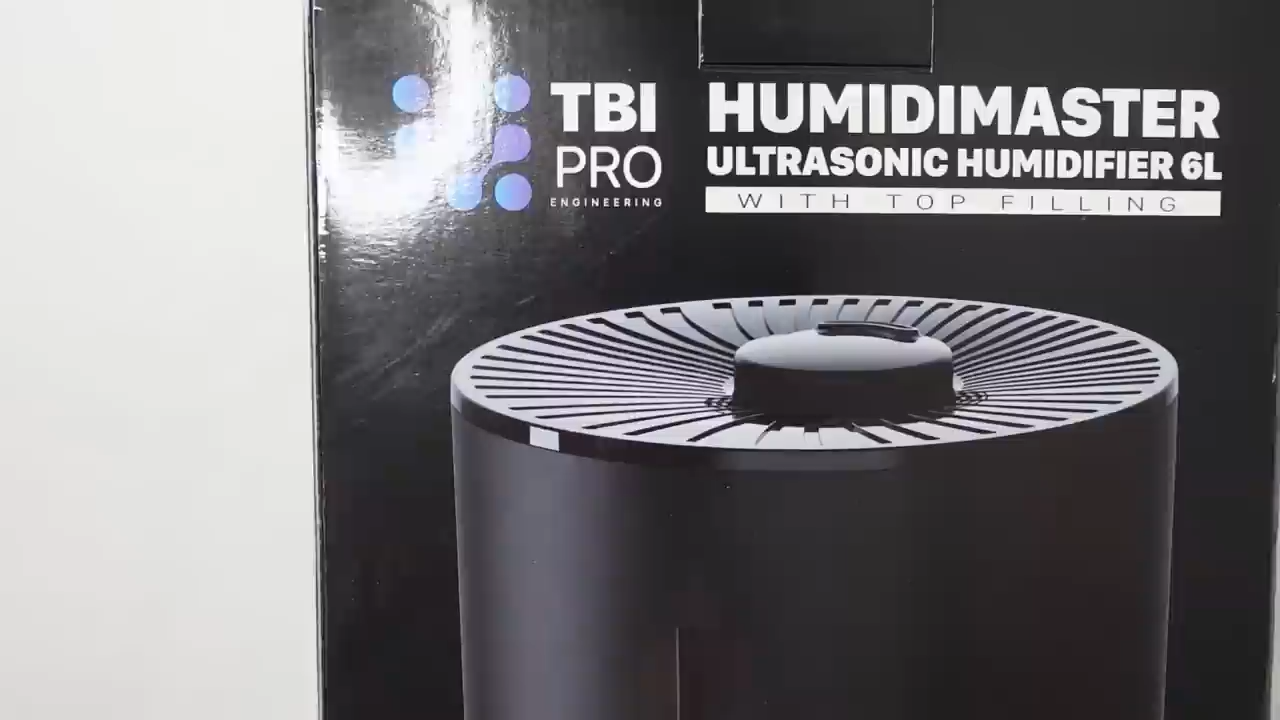 TBI
PRO
ENGINEERING
HUMIDIMASTER
ULTRASONIC HUMIDIFIER 6L
WITH TOP FILLING